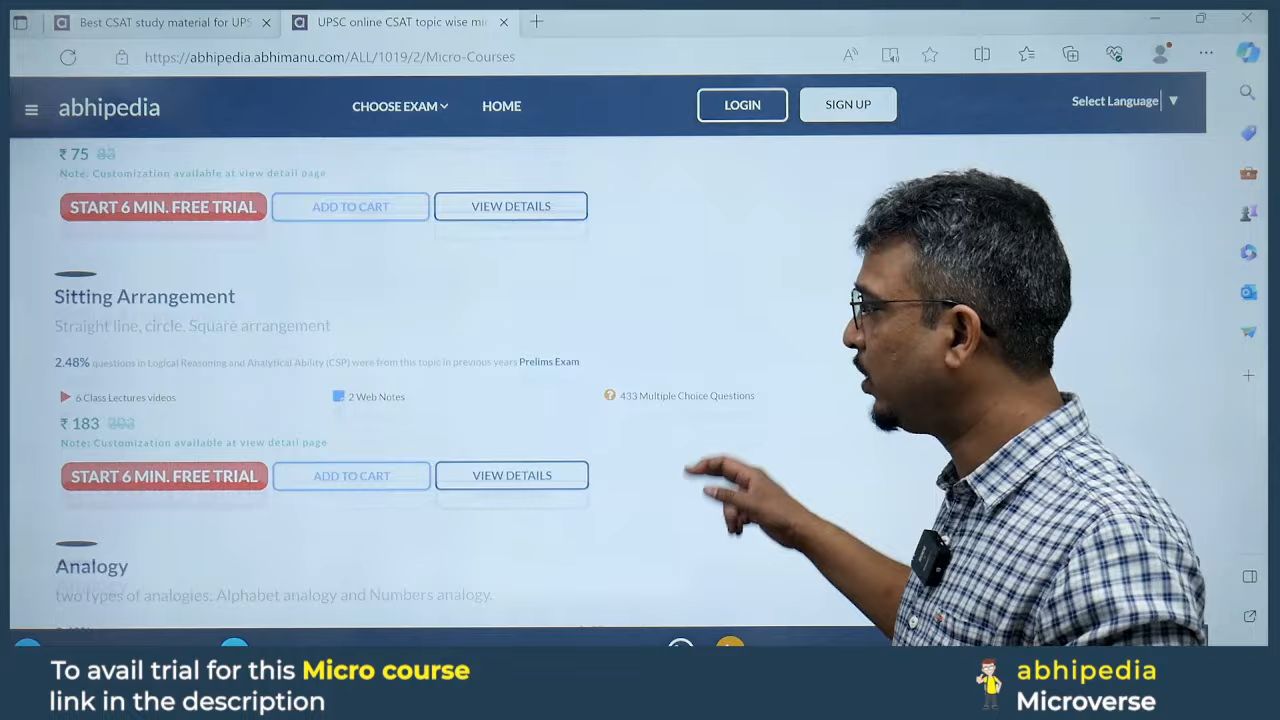 Best CSAT study material for UPS
UPSC online CSAT topic wise mi
https://abhipedia.abhimanu.com/ALL/1019/2/Micro-Courses
abhipedia
CHOOSE EXAM
HOME
LOGIN
SIGN UP
Select Language
₹ 75 83
Note: Customization available at view detail page
START 6 MIN. FREE TRIAL
ADD TO CART
VIEW DETAILS
Sitting Arrangement
Straight line, circle. Square arrangement
2.48% questions in Logical Reasoning and Analytical Ability (CSP) were from this topic in previous years Prelims Exam
6 Class Lectures videos
2 Web Notes
433 Multiple Choice Questions
₹ 183 203
Note: Customization available at view detail page
START 6 MIN. FREE TRIAL
ADD TO CART
VIEW DETAILS
Analogy
two types of analogies. Alphabet analogy and Numbers analogy.
To avail trial for this Micro course
link in the description
abhipedia
Microverse